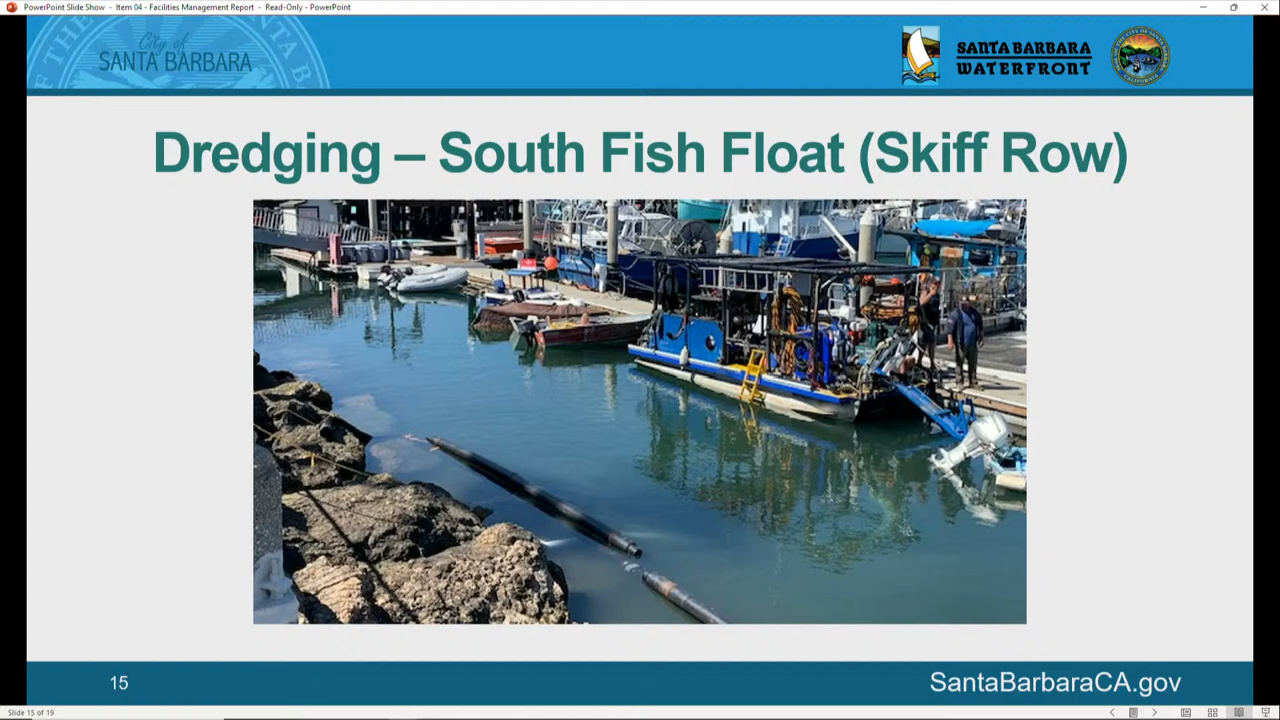 PowerPoint Slide Show - Item 04 - Facilities Management Report - Read-Only - PowerPoint
City of
SANTA BARBARA
SANTA BARBARA
WATERFRONT
Dredging – South Fish Float (Skiff Row)
15
SantaBarbaraCA.gov
Slide 15 of 19